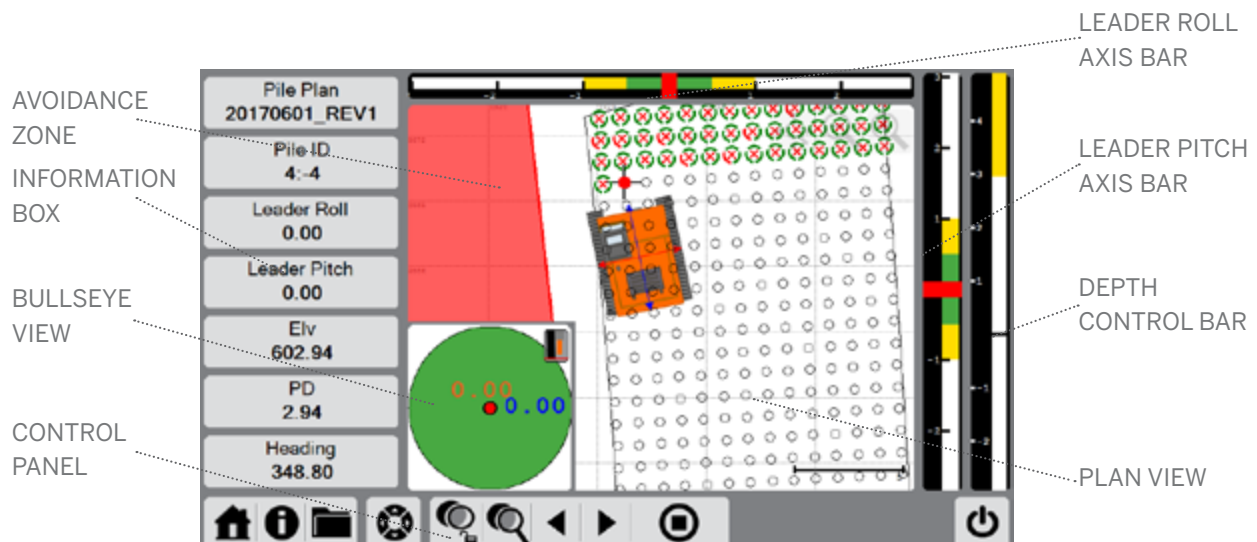 LEADER ROLL
AXIS BAR
AVOIDANCE
ZONE
INFORMATION
BOX
BULLSEYE
VIEW
CONTROL
PANEL
Pile Plan
20170601_REV1
Pile ID
4:-4
Leader Roll
0.00
Leader Pitch
0.00
Elv
602.94
PD
2.94
Heading
348.80
0.00
0.00
LEADER PITCH
AXIS BAR
DEPTH
CONTROL BAR
PLAN VIEW